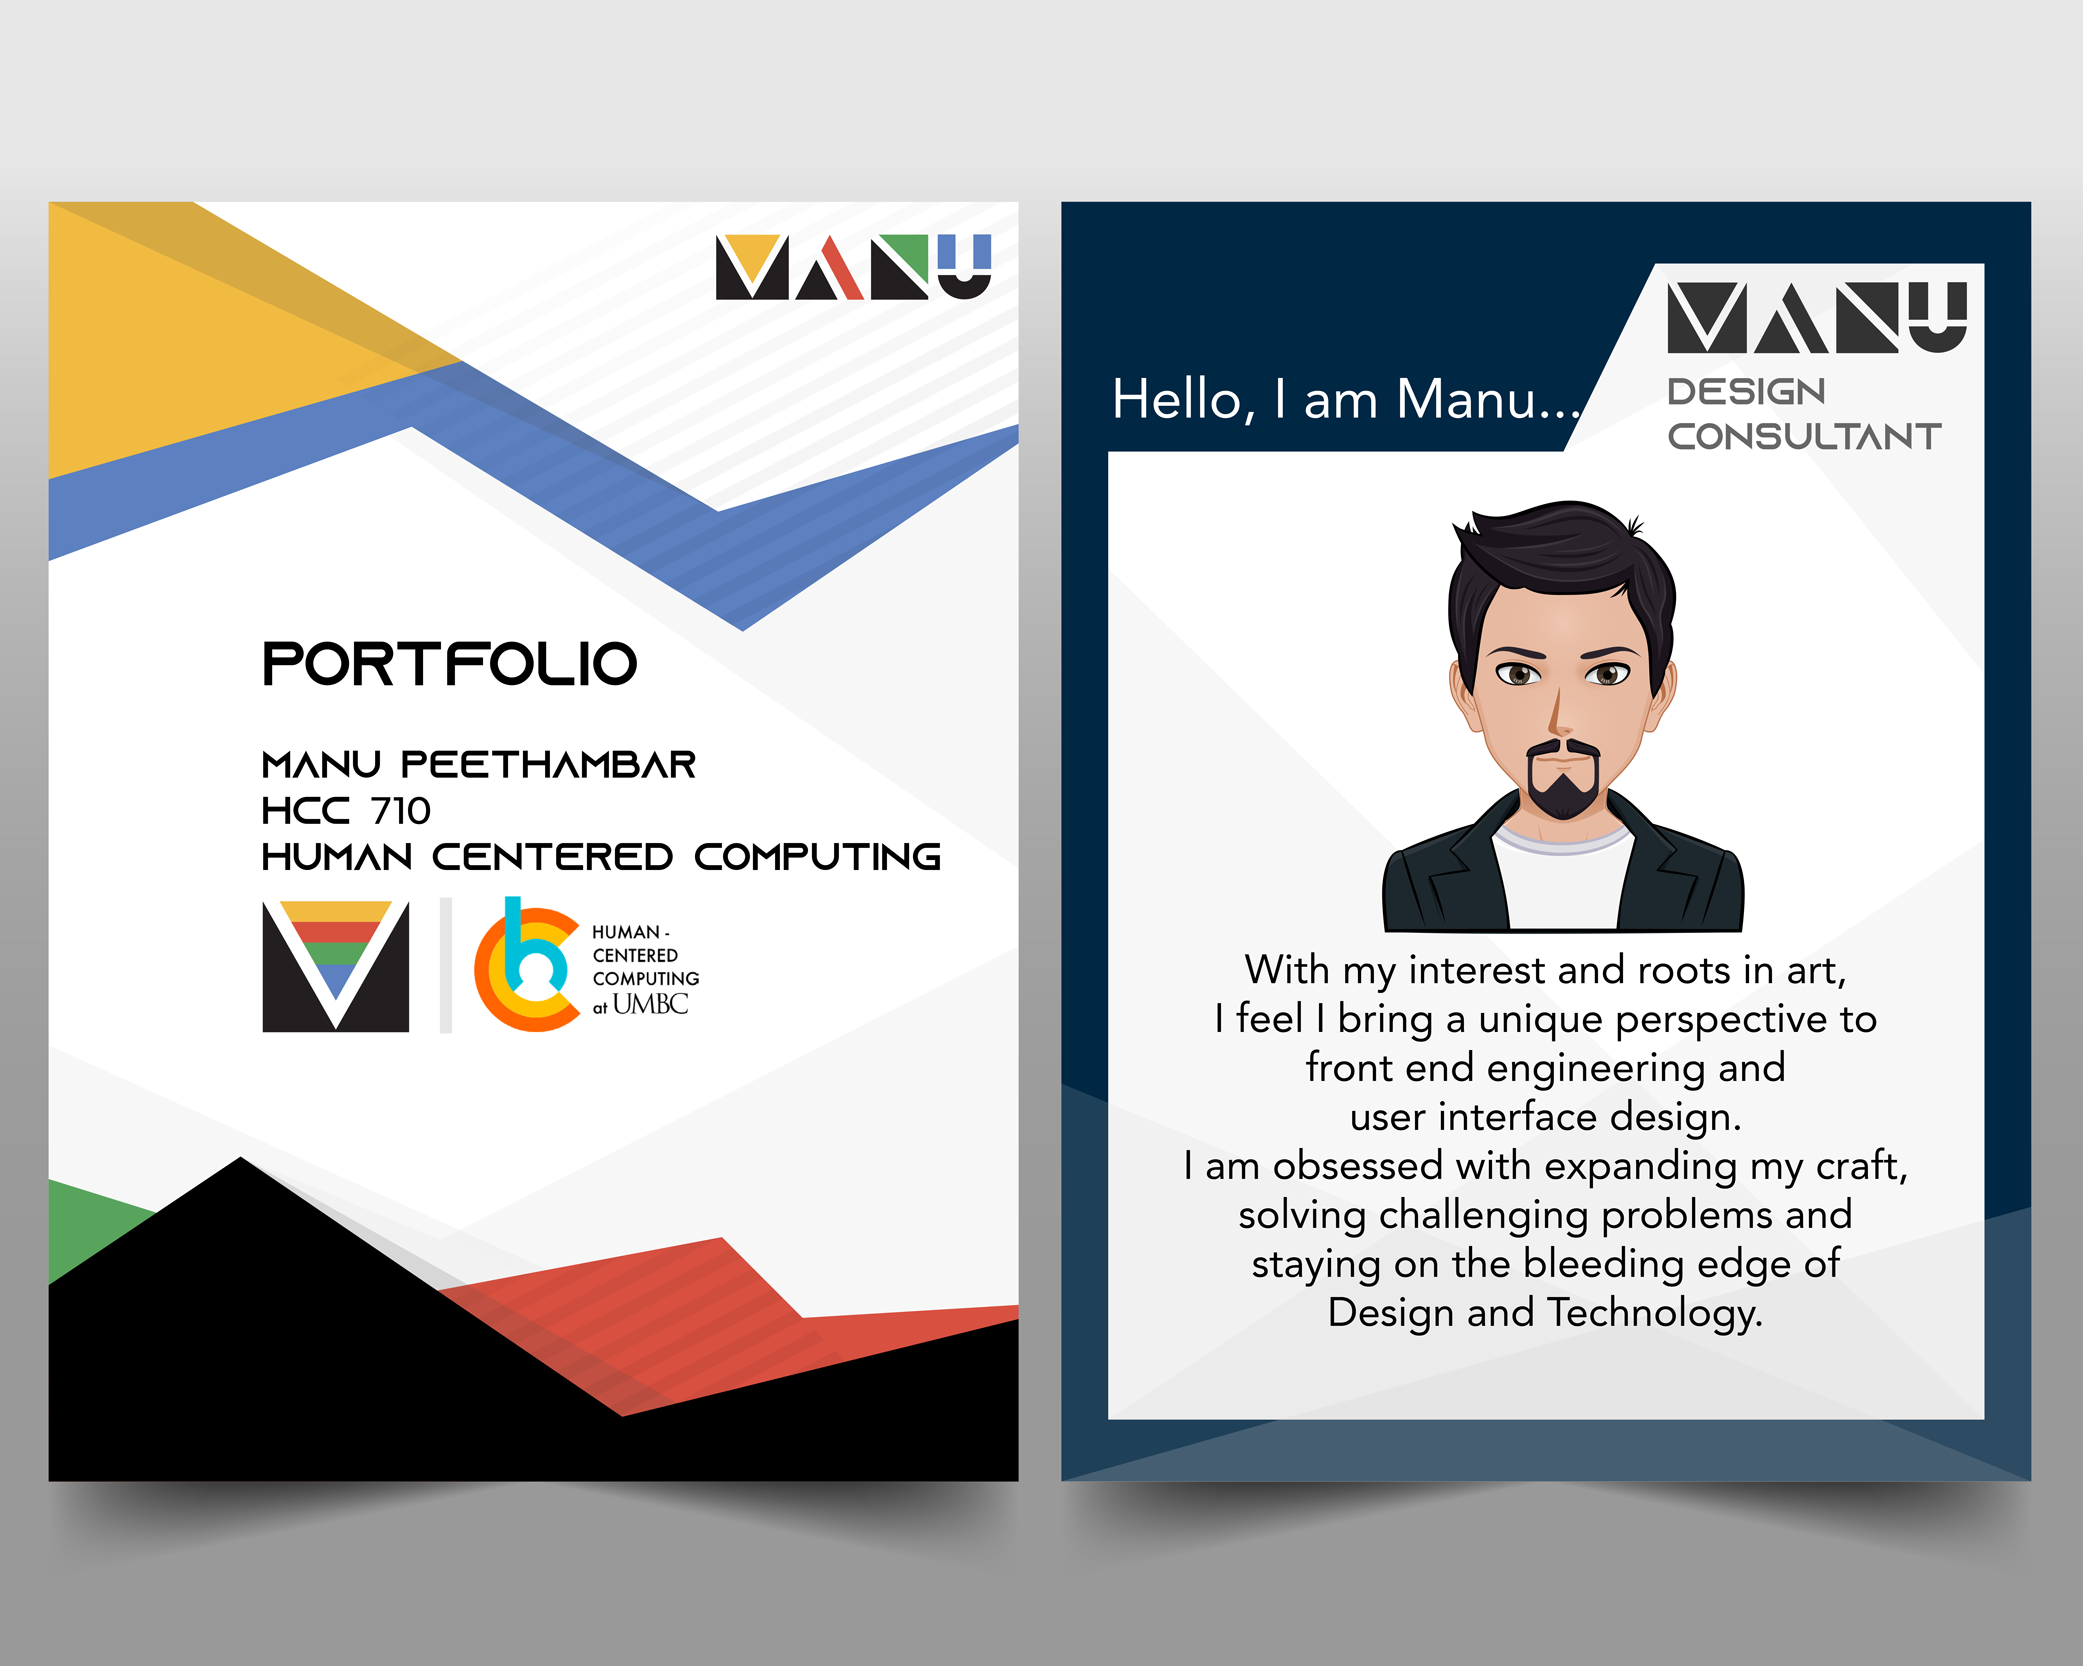 MANU
PORTFOLIO
MANU PEETHAMBAR
HCC 710
HUMAN CENTERED COMPUTING
HUMAN -
CENTERED
COMPUTING
at UMBC
MANU
DESIGN
CONSULTANT
Hello, I am Manu...
With my interest and roots in art,
I feel I bring a unique perspective to
front end engineering and
user interface design.
I am obsessed with expanding my craft,
solving challenging problems and
staying on the bleeding edge of
Design and Technology.